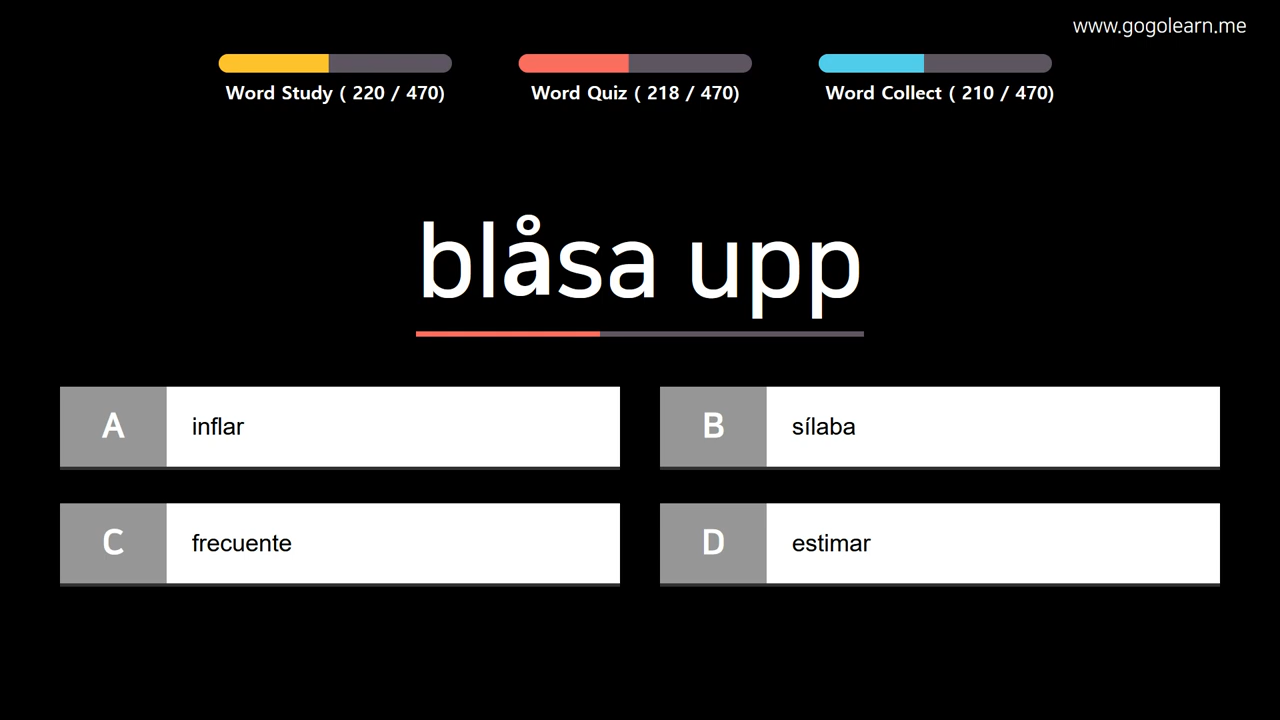 www.gogolearn.me
Word Study ( 220 / 470)
Word Quiz ( 218 / 470)
Word Collect ( 210 / 470)
blåsa upp
A inflar
B sílaba
C frecuente
D estimar